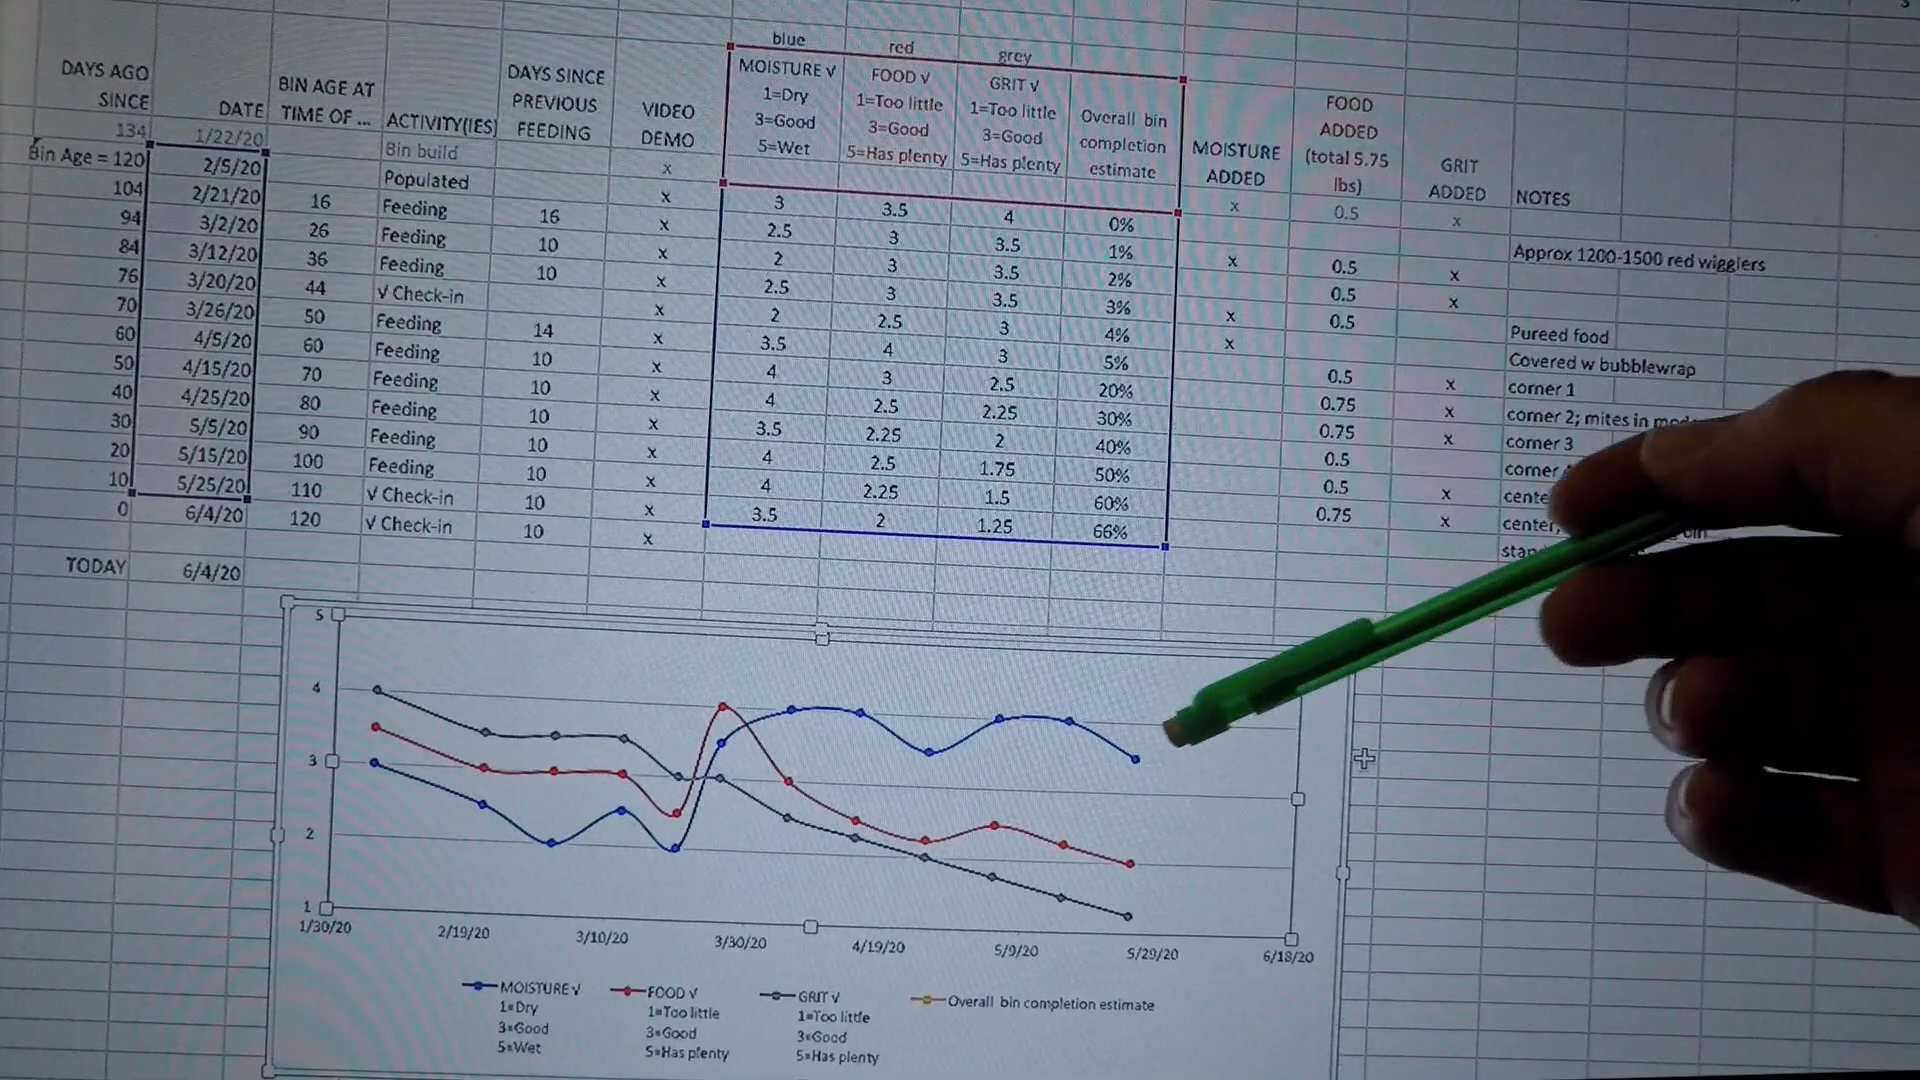 blue red grey
DAYS AGO SINCE
DATE
BIN AGE AT TIME OF ...
ACTIVITY(IES)
DAYS SINCE PREVIOUS FEEDING
VIDEO DEMO
MOISTURE √ 1=Dry 3=Good 5=Wet
FOOD √ 1=Too little 3=Good 5=Has plenty
GRIT √ 1=Too little 3=Good 5=Has plenty
Overall bin completion estimate
MOISTURE ADDED
FOOD ADDED (total 5.75 lbs)
GRIT ADDED
NOTES
134 1/22/20 Bin build x x 0.5 x
Bin Age = 120 2/5/20 Populated x 3 3.5 4 0% Approx 1200-1500 red wigglers
104 2/21/20 16 Feeding 16 x 2.5 3 3.5 1% x 0.5 x
94 3/2/20 26 Feeding 10 x 2 3 3.5 2% 0.5 x
84 3/12/20 36 Feeding 10 x 2.5 3 3.5 3% x 0.5 Pureed food
76 3/20/20 44 √ Check-in x 2 2.5 3 4% x Covered w bubblewrap
70 3/26/20 50 Feeding 14 x 3.5 4 3 5% 0.5 x corner 1
60 4/5/20 60 Feeding 10 x 4 3 2.5 20% 0.75 x corner 2; mites in
50 4/15/20 70 Feeding 10 x 4 2.5 2.25 30% 0.75 x corner 3
40 4/25/20 80 Feeding 10 x 3.5 2.25 2 40% 0.5 corner
30 5/5/20 90 Feeding 10 x 4 2.5 1.75 50% 0.5 x
20 5/15/20 100 Feeding 10 x 4 2.25 1.5 60% 0.75 x center,
10 5/25/20 110 √ Check-in 10 x 3.5 2 1.25 66%
0 6/4/20 120 √ Check-in 10 x
TODAY 6/4/20
5
4
3
2
1
1/30/20 2/19/20 3/10/20 3/30/20 4/19/20 5/9/20 5/29/20 6/18/20
MOISTURE √ 1=Dry 3=Good 5=Wet
FOOD √ 1=Too little 3=Good 5=Has plenty
GRIT √ 1=Too little 3=Good 5=Has plenty
Overall bin completion estimate